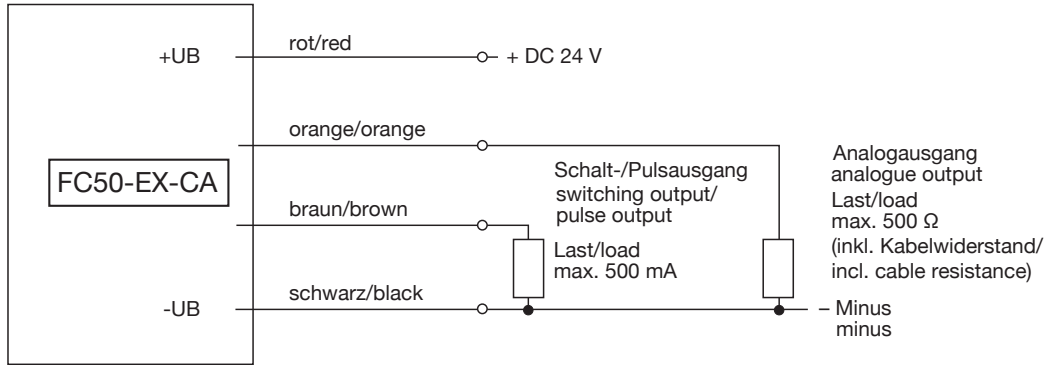 +UB
rot/red
+ DC 24 V
orange/orange
FC50-EX-CA
braun/brown
Schalt-/Pulsausgang
switching output/
pulse output
Last/load
max. 500 mA
Analogausgang
analogue output
Last/load
max. 500 Ω
(inkl. Kabelwiderstand/
incl. cable resistance)
-UB
schwarz/black
– Minus
minus